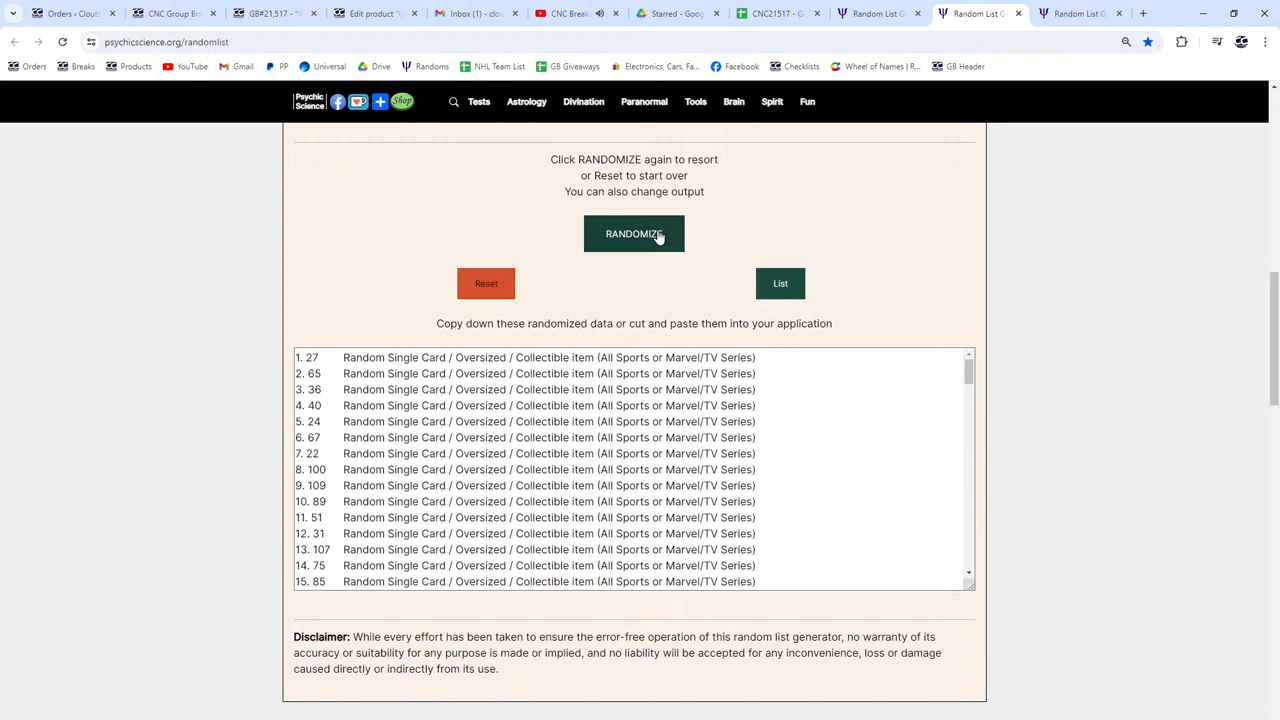 Orders · Clout
CNC Group Bre
GB#21,517 - *
Edit product "G
Inbox (1) - clou
CNC Break
Starred - Goog
CNC21517 - Go
Random List Ge
Random List G
Random List Ge
psychicscience.org/randomlist
Orders
Breaks
Products
YouTube
Gmail
PP
Universal
Drive
Randoms
NHL Team List
GB Giveaways
Electronics, Cars, Fa...
Facebook
Checklists
Wheel of Names | R...
GB Header
Psychic
Science
Shop
Tests
Astrology
Divination
Paranormal
Tools
Brain
Spirit
Fun
Click RANDOMIZE again to resort
or Reset to start over
You can also change output
RANDOMIZE
Reset
List
Copy down these randomized data or cut and paste them into your application
1. 27 Random Single Card / Oversized / Collectible item (All Sports or Marvel/TV Series)
2. 65 Random Single Card / Oversized / Collectible item (All Sports or Marvel/TV Series)
3. 36 Random Single Card / Oversized / Collectible item (All Sports or Marvel/TV Series)
4. 40 Random Single Card / Oversized / Collectible item (All Sports or Marvel/TV Series)
5. 24 Random Single Card / Oversized / Collectible item (All Sports or Marvel/TV Series)
6. 67 Random Single Card / Oversized / Collectible item (All Sports or Marvel/TV Series)
7. 22 Random Single Card / Oversized / Collectible item (All Sports or Marvel/TV Series)
8. 100 Random Single Card / Oversized / Collectible item (All Sports or Marvel/TV Series)
9. 109 Random Single Card / Oversized / Collectible item (All Sports or Marvel/TV Series)
10. 89 Random Single Card / Oversized / Collectible item (All Sports or Marvel/TV Series)
11. 51 Random Single Card / Oversized / Collectible item (All Sports or Marvel/TV Series)
12. 31 Random Single Card / Oversized / Collectible item (All Sports or Marvel/TV Series)
13. 107 Random Single Card / Oversized / Collectible item (All Sports or Marvel/TV Series)
14. 75 Random Single Card / Oversized / Collectible item (All Sports or Marvel/TV Series)
15. 85 Random Single Card / Oversized / Collectible item (All Sports or Marvel/TV Series)
Disclaimer: While every effort has been taken to ensure the error-free operation of this random list generator, no warranty of its
accuracy or suitability for any purpose is made or implied, and no liability will be accepted for any inconvenience, loss or damage
caused directly or indirectly from its use.